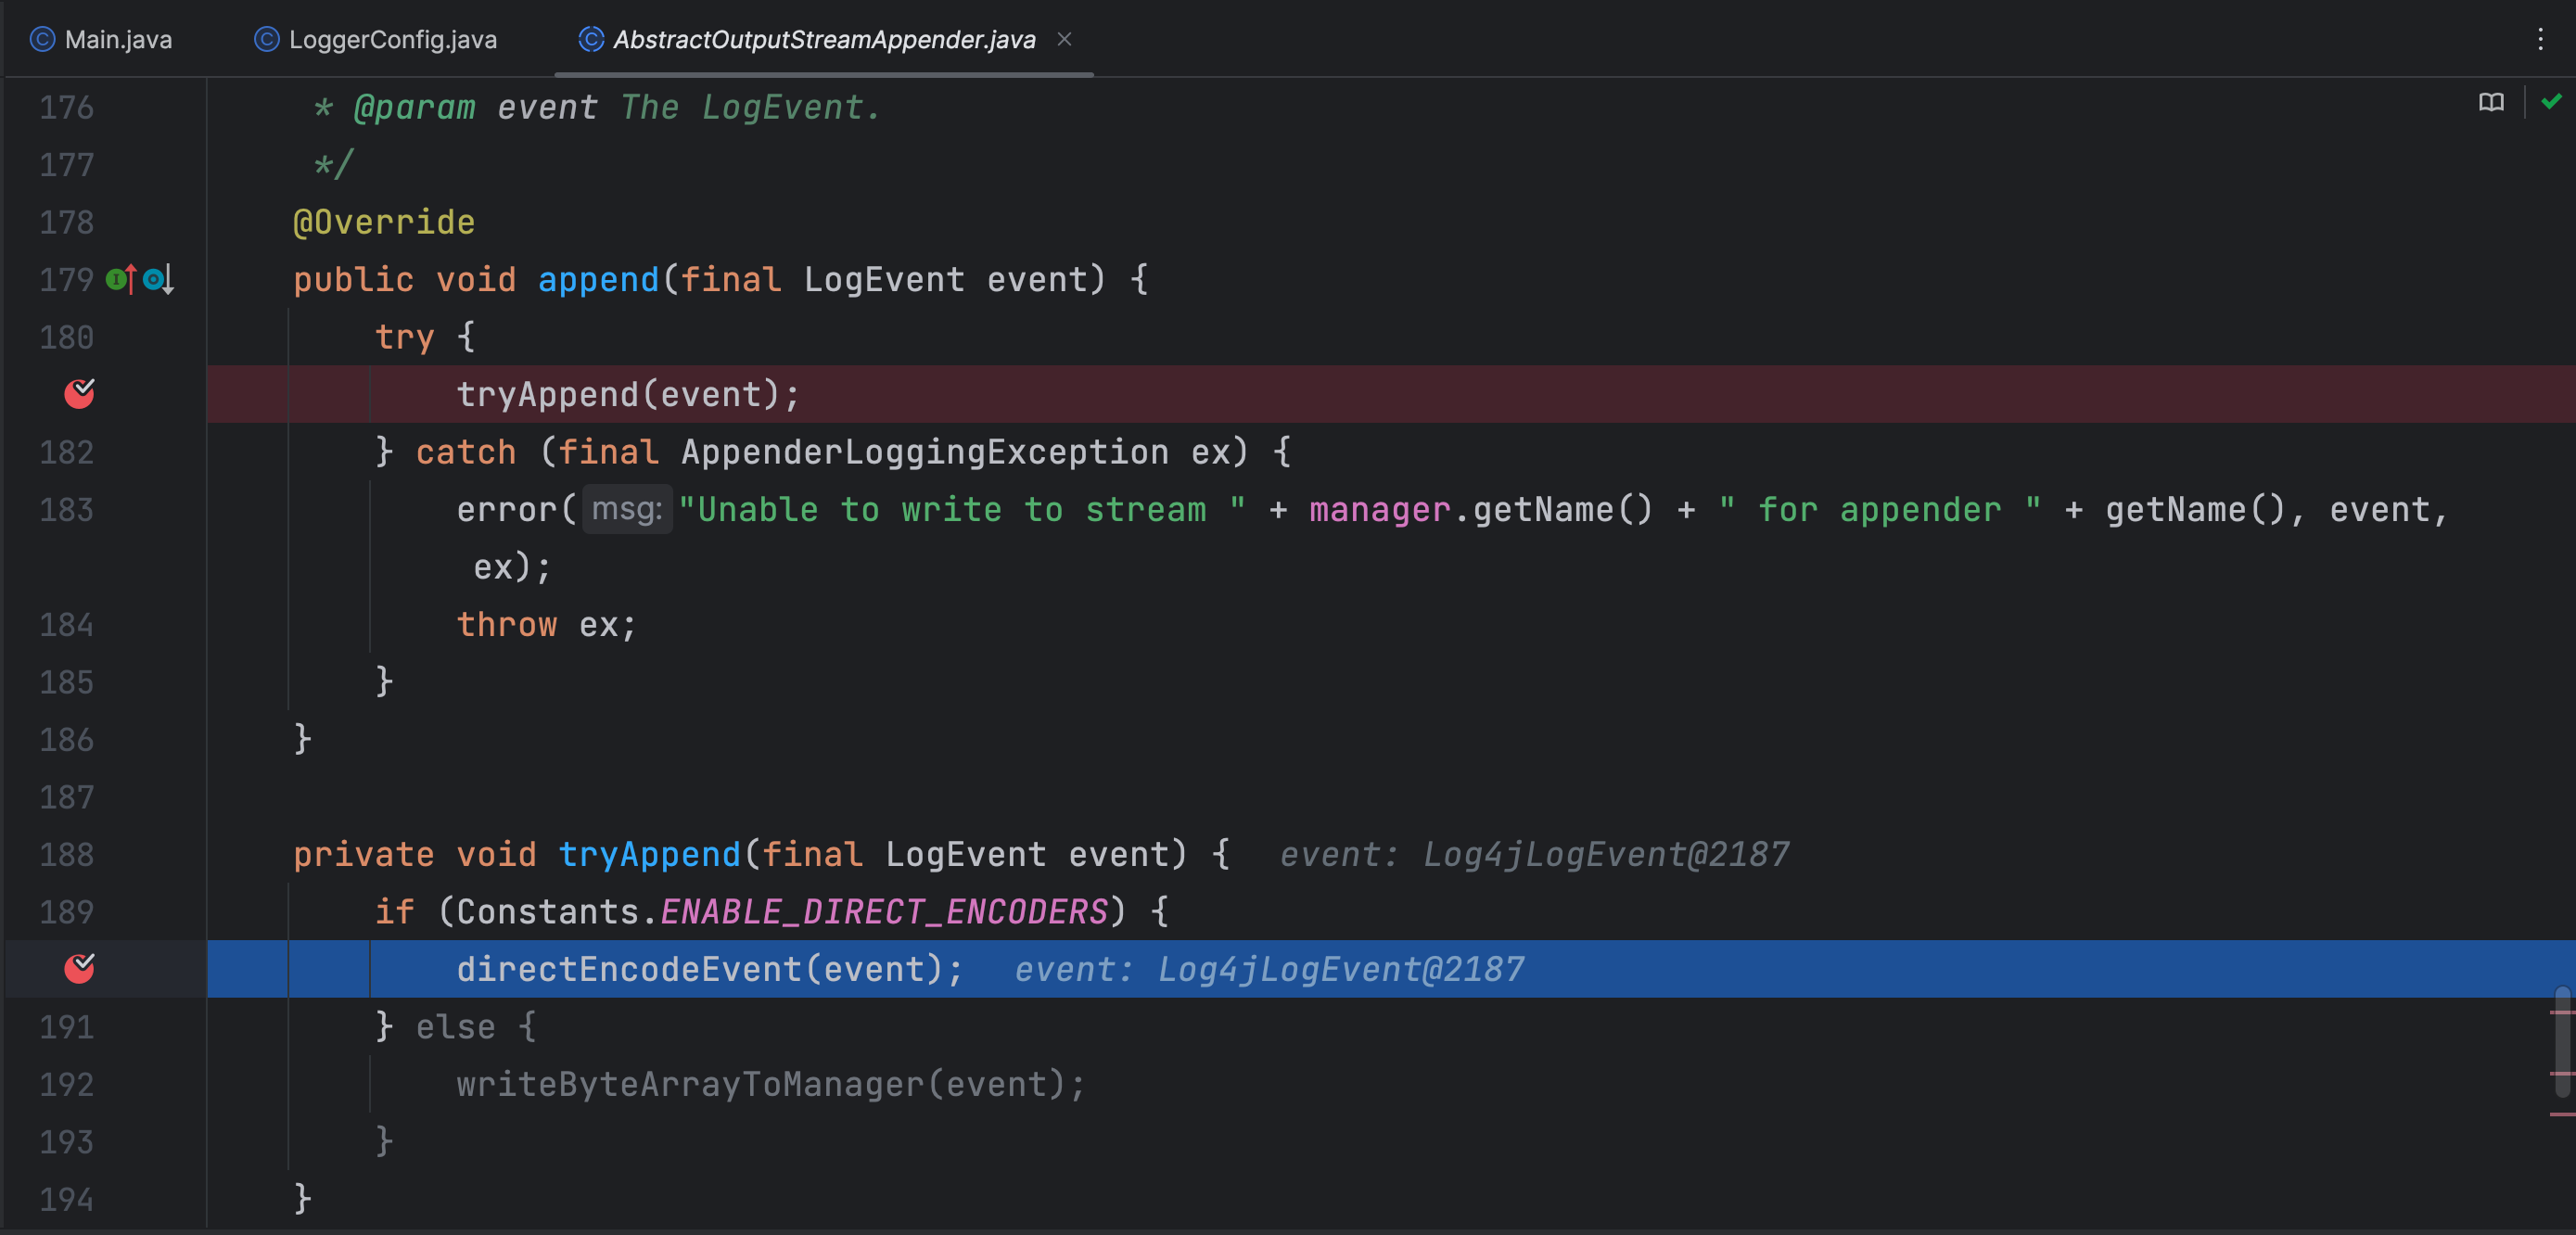 Main.java LoggerConfig.java AbstractOutputStreamAppender.java
176 * @param event The LogEvent.
177 */
178 @Override
179 public void append(final LogEvent event) {
180 try {
tryAppend(event);
182 } catch (final AppenderLoggingException ex) {
183 error( msg: "Unable to write to stream " + manager.getName() + " for appender " + getName(), event,
ex);
184 throw ex;
185 }
186 }
187
188 private void tryAppend(final LogEvent event) { event: Log4jLogEvent@2187
189 if (Constants.ENABLE_DIRECT_ENCODERS) {
directEncodeEvent(event); event: Log4jLogEvent@2187
191 } else {
192 writeByteArrayToManager(event);
193 }
194 }